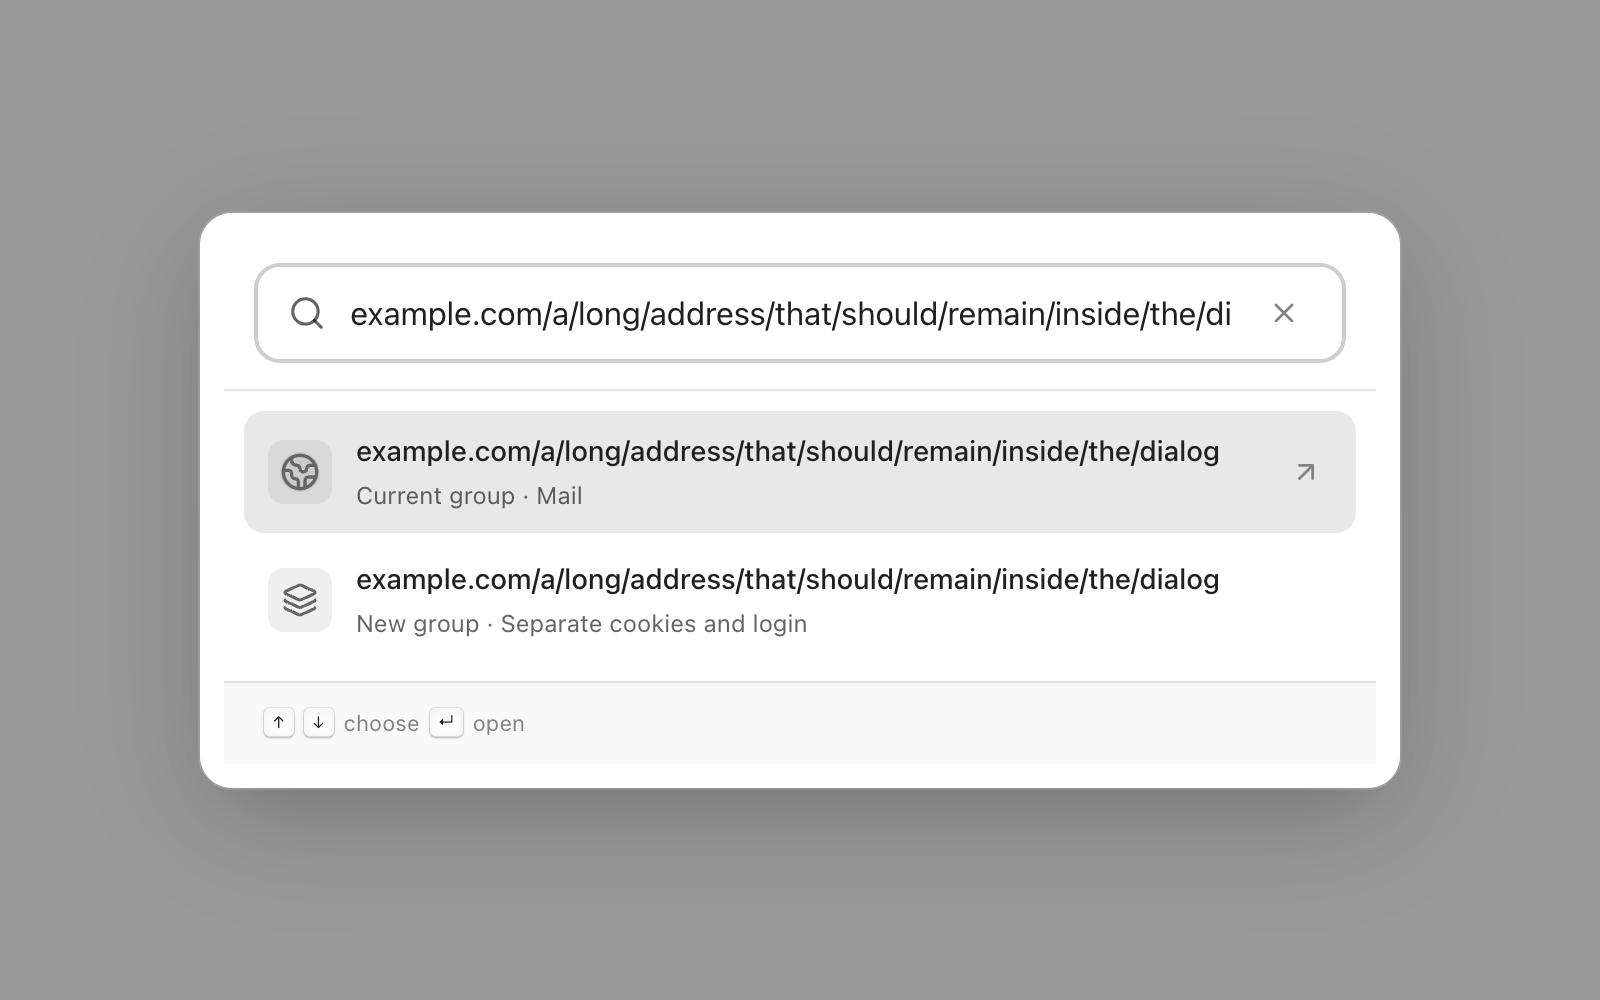 example.com/a/long/address/that/should/remain/inside/the/di
example.com/a/long/address/that/should/remain/inside/the/dialog
Current group · Mail
example.com/a/long/address/that/should/remain/inside/the/dialog
New group · Separate cookies and login
↑ ↓ choose ↵ open